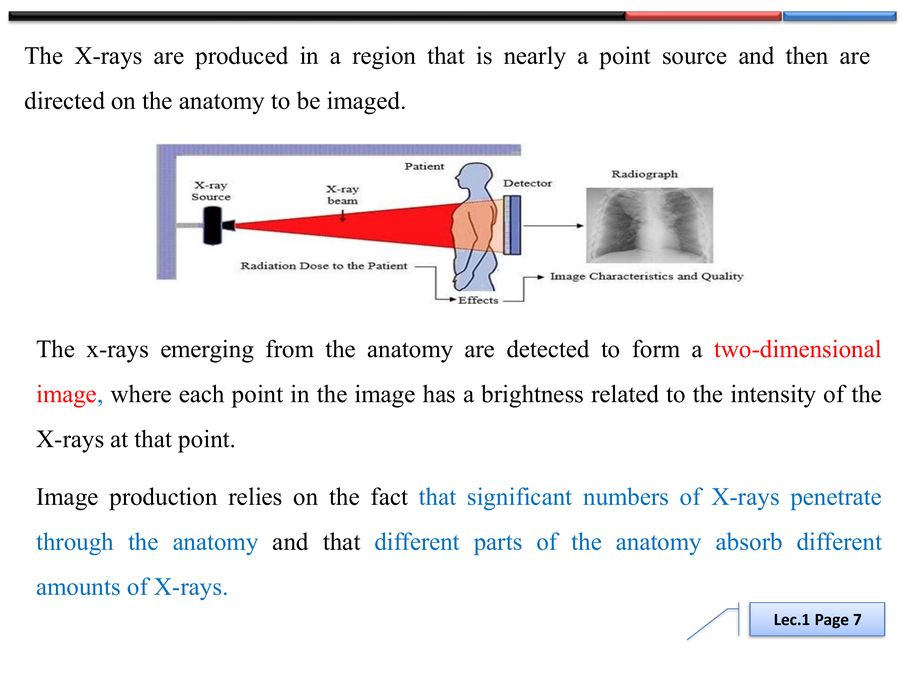 The X-rays are produced in a region that is nearly a point source and then are
directed on the anatomy to be imaged.
Patient
X-ray
Source
X-ray
beam
Detector
Radiograph
Radiation Dose to the Patient
Image Characteristics and Quality
Effects
The x-rays emerging from the anatomy are detected to form a two-dimensional
image, where each point in the image has a brightness related to the intensity of the
X-rays at that point.
Image production relies on the fact that significant numbers of X-rays penetrate
through the anatomy and that different parts of the anatomy absorb different
amounts of X-rays.
Lec.1 Page 7